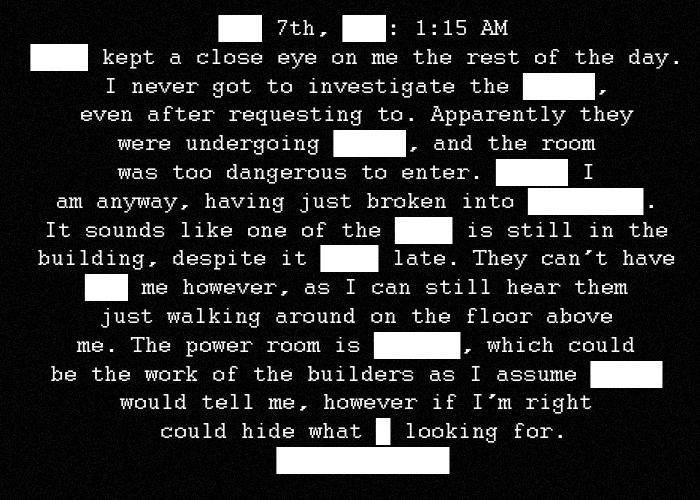 7th, : 1:15 AM
kept a close eye on me the rest of the day.
I never got to investigate the ,
even after requesting to. Apparently they
were undergoing , and the room
was too dangerous to enter. I
am anyway, having just broken into .
It sounds like one of the is still in the
building, despite it late. They can't have
me however, as I can still hear them
just walking around on the floor above
me. The power room is , which could
be the work of the builders as I assume
would tell me, however if I'm right
could hide what looking for.